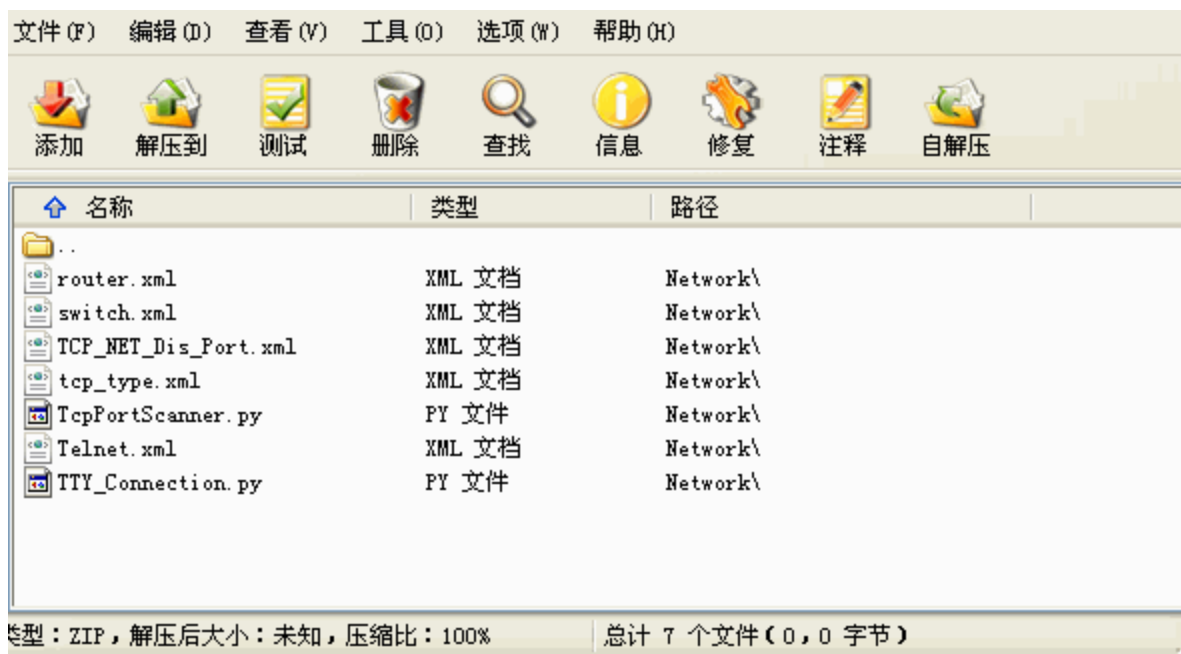 文件(F) 编辑(D) 查看(V) 工具(O) 选项(W) 帮助(H)
添加 解压到 测试 删除 查找 信息 修复 注释 自解压
名称 类型 路径
..
router.xml XML 文档 Network\
switch.xml XML 文档 Network\
TCP_NET_Dis_Port.xml XML 文档 Network\
tcp_type.xml XML 文档 Network\
TcpPortScanner.py PY 文件 Network\
Telnet.xml XML 文档 Network\
TTY_Connection.py PY 文件 Network\
类型：ZIP，解压后大小：未知，压缩比：100% 总计 7 个文件(0，0 字节)